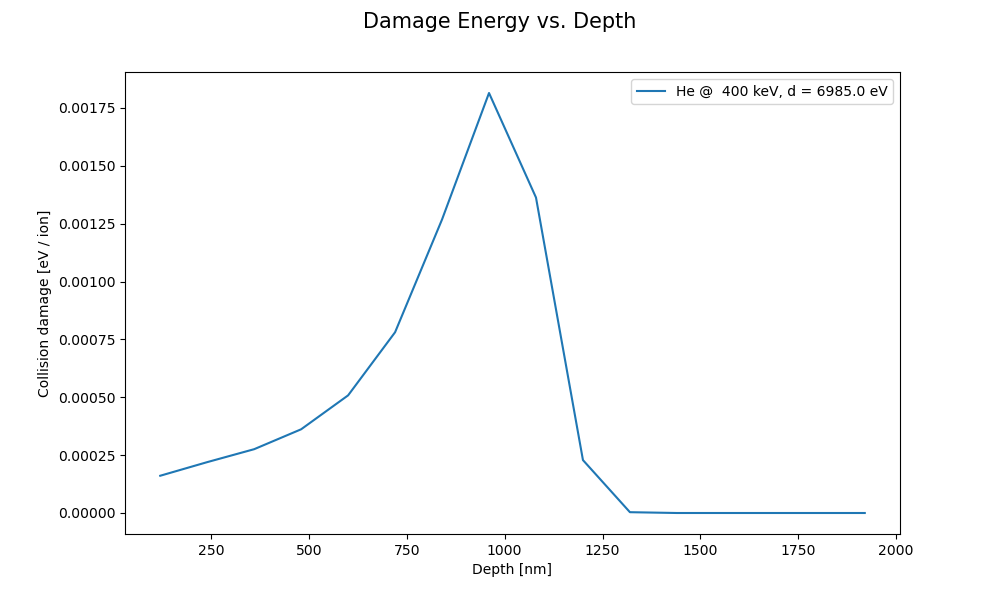 Damage Energy vs. Depth
He @  400 keV, d = 6985.0 eV
Collision damage [eV / ion]
0.00175
0.00150
0.00125
0.00100
0.00075
0.00050
0.00025
0.00000
250 500 750 1000 1250 1500 1750 2000
Depth [nm]